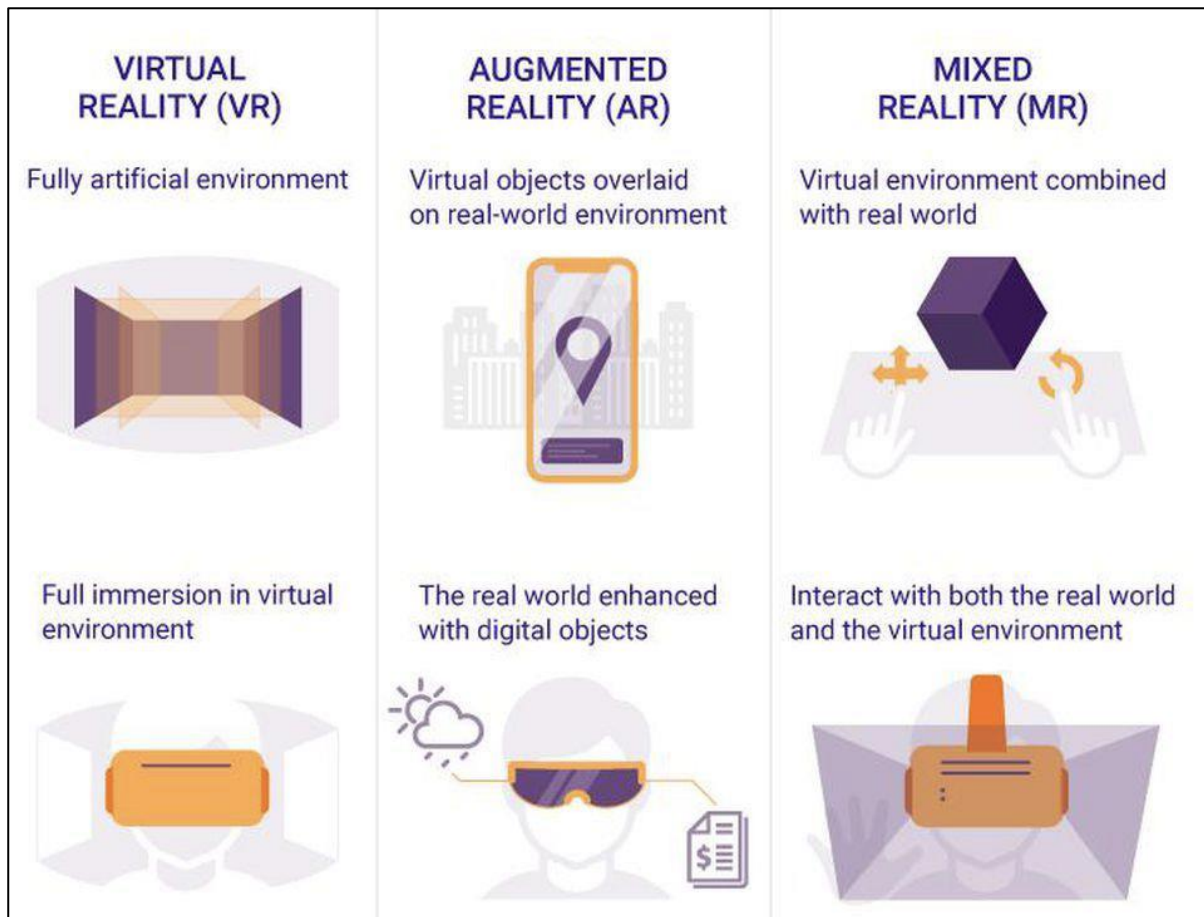 VIRTUAL
REALITY (VR)
Fully artificial environment
Full immersion in virtual
environment
AUGMENTED
REALITY (AR)
Virtual objects overlaid
on real-world environment
The real world enhanced
with digital objects
$
MIXED
REALITY (MR)
Virtual environment combined
with real world
Interact with both the real world
and the virtual environment